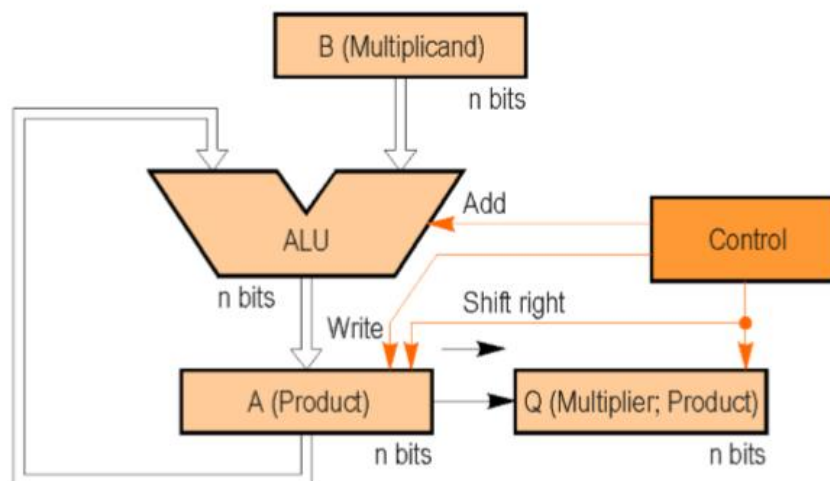 B (Multiplicand)
n bits
Add
ALU
Control
n bits
Shift right
Write
A (Product)
Q (Multiplier; Product)
n bits
n bits